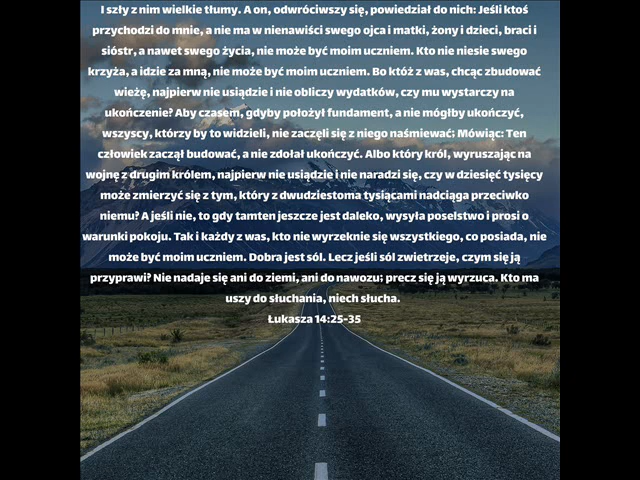 I szły z nim wielkie tłumy. A on, odwróciwszy się, powiedział do nich: Jeśli ktoś
przychodzi do mnie, a nie ma w nienawiści swego ojca i matki, żony i dzieci, braci i
sióstr, a nawet swego życia, nie może być moim uczniem. Kto nie niesie swego
krzyża, a idzie za mną, nie może być moim uczniem. Bo któż z was, chcąc zbudować
wieżę, najpierw nie usiądzie i nie obliczy wydatków, czy mu wystarczy na
ukończenie? Aby czasem, gdyby położył fundament, a nie mógłby ukończyć,
wszyscy, którzy by to widzieli, nie zaczęli się z niego naśmiewać; Mówiąc: Ten
człowiek zaczął budować, a nie zdołał ukończyć. Albo który król, wyruszając na
wojnę z drugim królem, najpierw nie usiądzie i nie naradzi się, czy w dziesięć tysięcy
może zmierzyć się z tym, który z dwudziestoma tysiącami nadciąga przeciwko
niemu? A jeśli nie, to gdy tamten jeszcze jest daleko, wysyła poselstwo i prosi o
warunki pokoju. Tak i każdy z was, kto nie wyrzeknie się wszystkiego, co posiada, nie
może być moim uczniem. Dobra jest sól. Lecz jeśli sól zwietrzeje, czym się ją
przyprawi? Nie nadaje się ani do ziemi, ani do nawozu; precz się ją wyrzuca. Kto ma
uszy do słuchania, niech słucha.
Łukasza 14:25-35